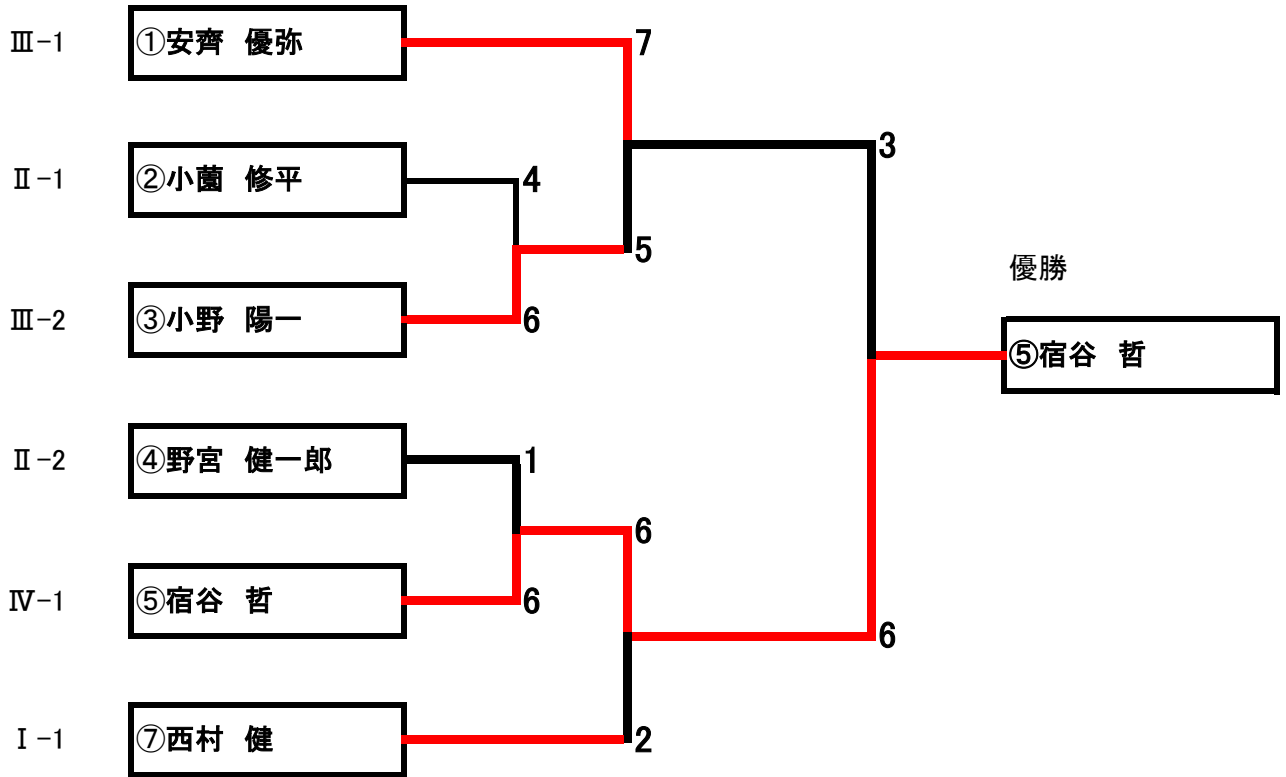 Ⅲ-1 ①安齊 優弥 7
3
Ⅱ-1 ②小薗 修平 4
5
優勝
Ⅲ-2 ③小野 陽一 6
⑤宿谷 哲
Ⅱ-2 ④野宮 健一郎 1
6
Ⅳ-1 ⑤宿谷 哲 6
6
Ⅰ-1 ⑦西村 健 2